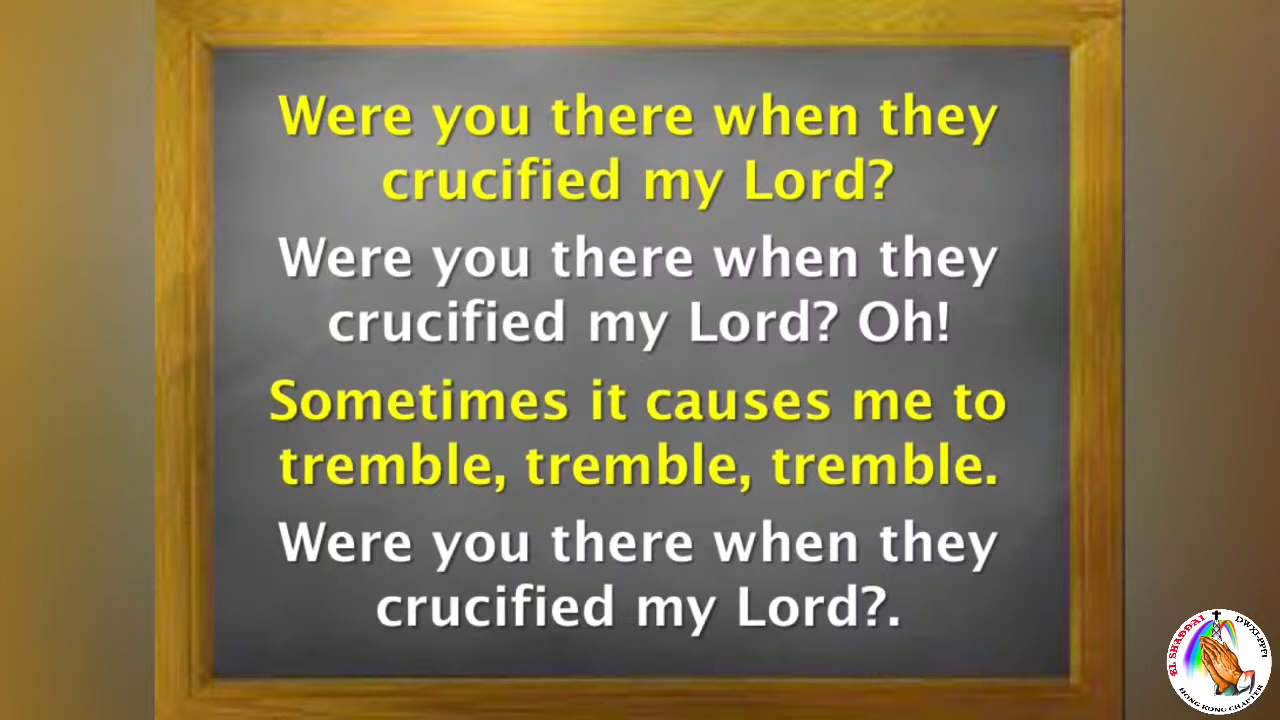 Were you there when they
crucified my Lord?
Were you there when they
crucified my Lord? Oh!
Sometimes it causes me to
tremble, tremble, tremble.
Were you there when they
crucified my Lord?.
EL SHADDAI
DWXI-PPFI
HONG KONG CHAPTER